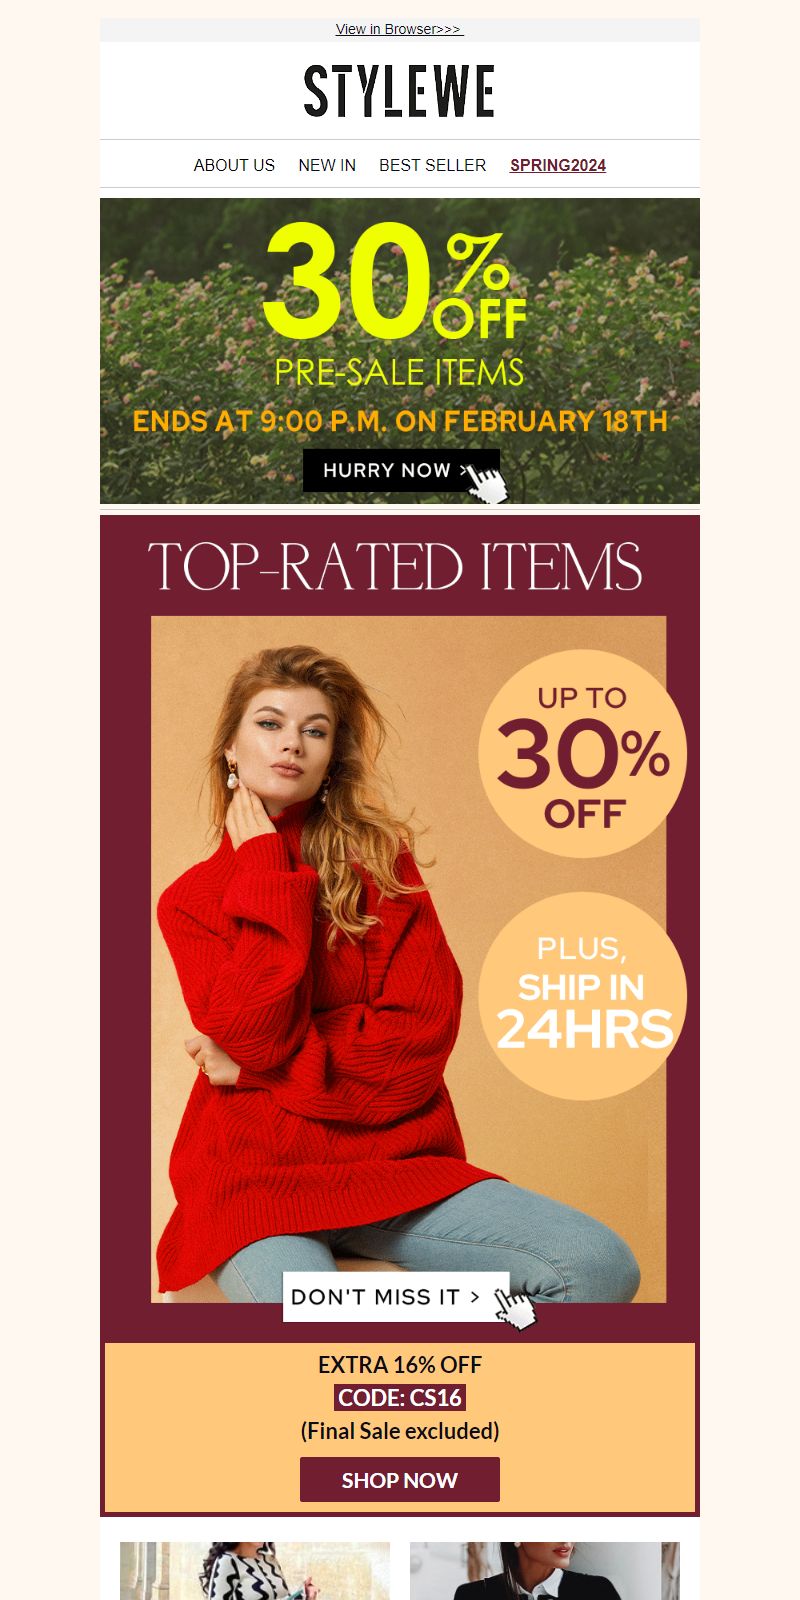 View in Browser>>>
STYLEWE
ABOUT US NEW IN BEST SELLER SPRING2024
30% OFF
PRE-SALE ITEMS
ENDS AT 9:00 P.M. ON FEBRUARY 18TH
HURRY NOW >
TOP-RATED ITEMS
UP TO
30%
OFF
PLUS,
SHIP IN
24HRS
DON'T MISS IT >
EXTRA 16% OFF
CODE: CS16
(Final Sale excluded)
SHOP NOW